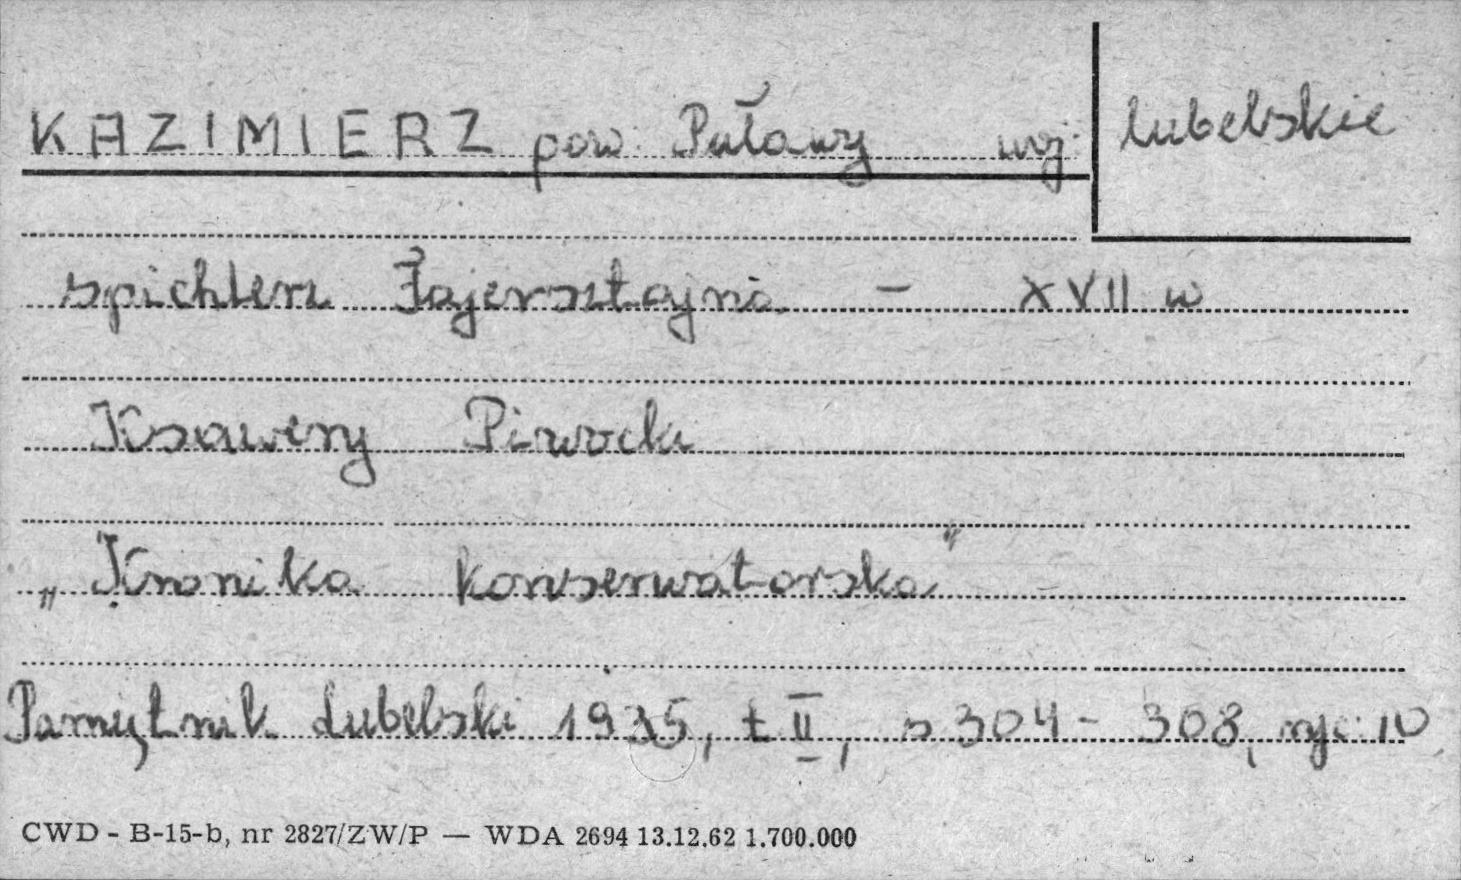 KAZIMIERZ pow. Puławy woj. lubelskie
spichlerz Fajersztajna - XVII w
Ksawery Piwocki
„Kronika Konserwatorska"
Pamiętnik Lubelski 1935, t II, s 304 - 308, ryc 10
CWD - B-15-b, nr 2827/ZW/P — WDA 2694 13.12.62 1.700.000